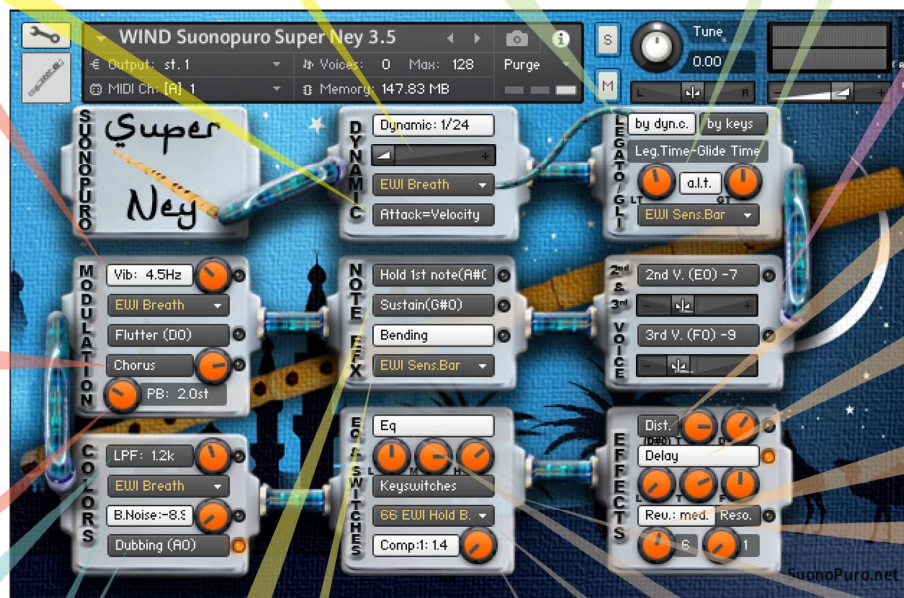 WIND Suonopuro Super Ney 3.5
Output: st. 1
Voices: 0 Max: 128
Purge
MIDI Ch: [A] 1
Memory: 147.83 MB
S
M
Tune
0.00
L R
SUONOPURO
Super
Ney
DYNAMIC
Dynamic: 1/24
- +
EWI Breath
Attack=Velocity
LEGATO/GLI
by dyn.c. by keys
Leg.Time-Glide Time
LT a.l.t. GT
EWI Sens.Bar
MODULATION
Vib: 4.5Hz
EWI Breath
Flutter (D0)
Chorus
PB: 2.0st
NOTE FFX
Hold 1st note(A#(
Sustain(G#0)
Bending
EWI Sens.Bar
2nd & 3rd VOICE
2nd V. (E0) -7
- +
3rd V. (F0) -9
COLORS
LPF: 1.2k
EWI Breath
B.Noise:-8.9
Dubbing (A0)
EQ & SWITCHES
Eq
L M H
Keyswitches
66 EWI Hold B.
Comp:1: 1.4
EFFECTS
Dist.
(D#0) T D
Delay
L T F
Rev.: med. Reso.
6 1
SuonoPuro.net